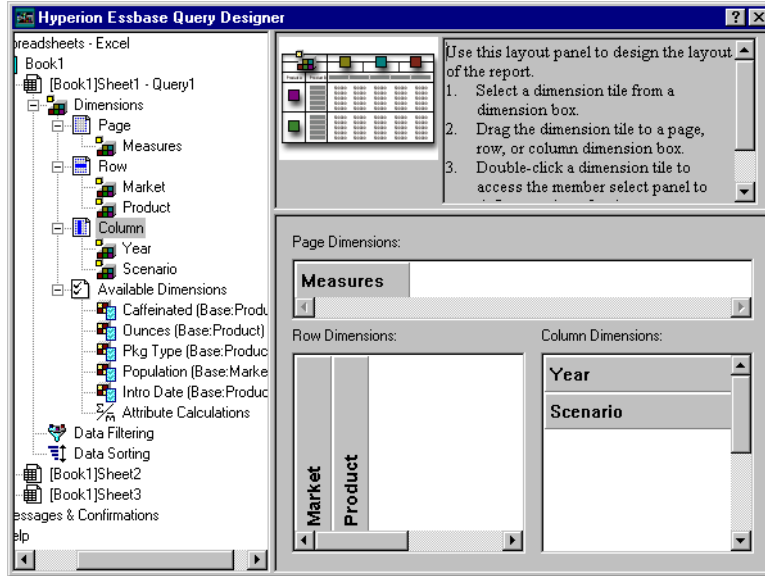 Hyperion Essbase Query Designer
preadsheets - Excel
Book1
[Book1]Sheet1 - Query1
Dimensions
Page
Measures
Row
Market
Product
Column
Year
Scenario
Available Dimensions
Caffeinated (Base:Produ
Ounces (Base:Product)
Pkg Type (Base:Produc
Population (Base:Marke
Intro Date (Base:Produc
Attribute Calculations
Data Filtering
Data Sorting
[Book1]Sheet2
[Book1]Sheet3
essages & Confirmations
elp
Use this layout panel to design the layout
of the report.
1. Select a dimension tile from a
dimension box.
2. Drag the dimension tile to a page,
row, or column dimension box.
3. Double-click a dimension tile to
access the member select panel to
Page Dimensions:
Measures
Row Dimensions:
Market
Product
Column Dimensions:
Year
Scenario